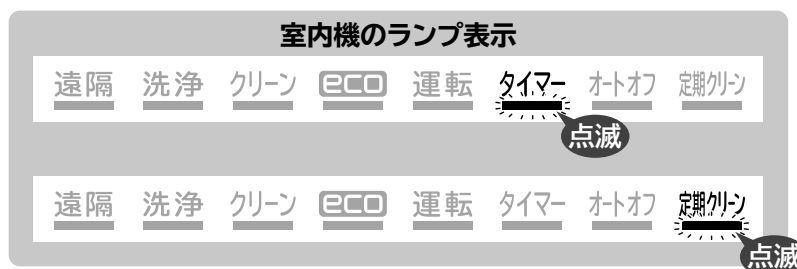 室内機のランプ表示
遠隔 洗浄 クリーン eco 運転 タイマー オートオフ 定期クリーン
点滅
遠隔 洗浄 クリーン eco 運転 タイマー オートオフ 定期クリーン
点滅